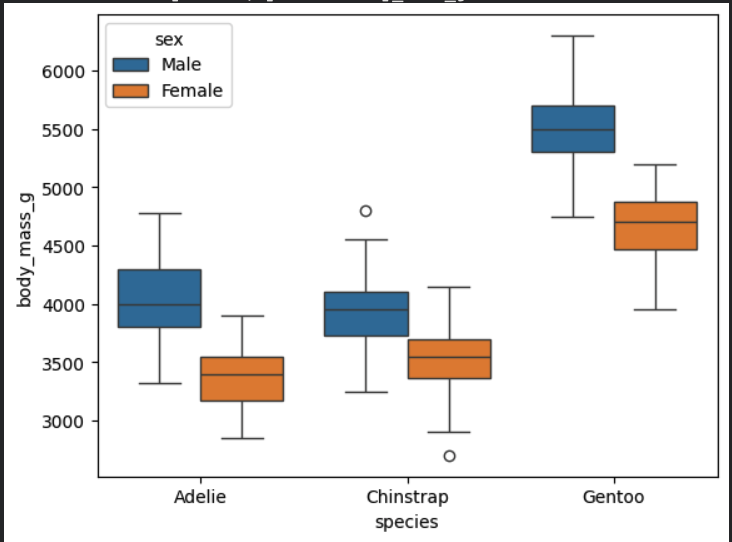 sex
Male
Female
6000
5500
5000
4500
4000
3500
3000
body_mass_g
Adelie
Chinstrap
Gentoo
species